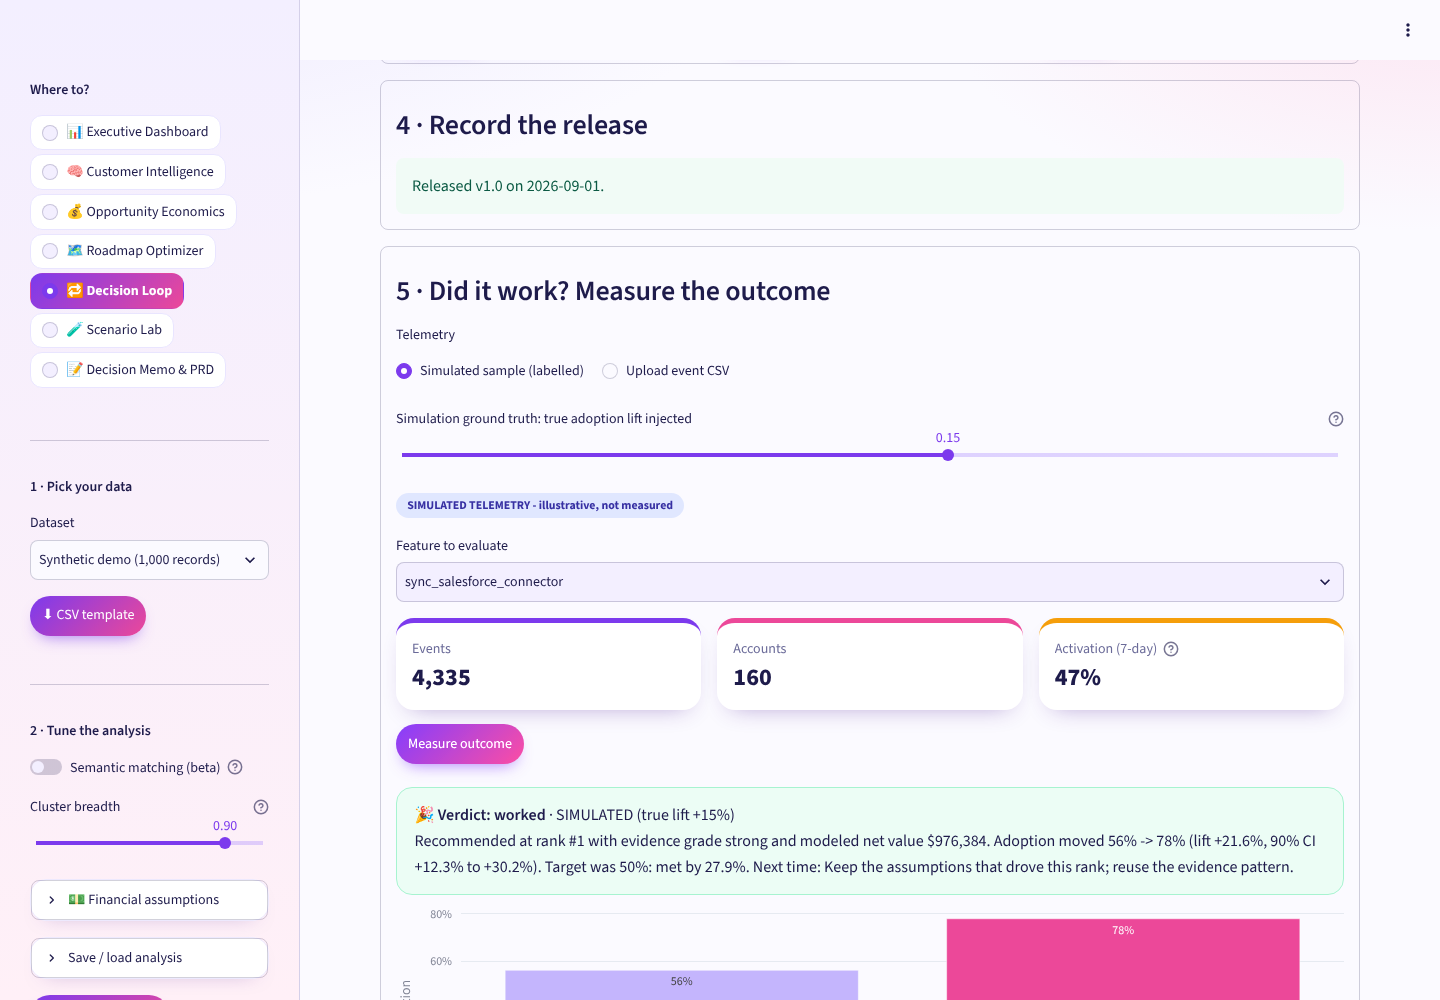 Where to?
📊 Executive Dashboard
🧠 Customer Intelligence
💰 Opportunity Economics
🗺️ Roadmap Optimizer
🔁 Decision Loop
🧪 Scenario Lab
📝 Decision Memo & PRD
1 · Pick your data
Dataset
Synthetic demo (1,000 records)
⬇ CSV template
2 · Tune the analysis
Semantic matching (beta)
Cluster breadth
0.90
💵 Financial assumptions
Save / load analysis
4 · Record the release
Released v1.0 on 2026-09-01.
5 · Did it work? Measure the outcome
Telemetry
Simulated sample (labelled)
Upload event CSV
Simulation ground truth: true adoption lift injected
0.15
SIMULATED TELEMETRY - illustrative, not measured
Feature to evaluate
sync_salesforce_connector
Events
4,335
Accounts
160
Activation (7-day)
47%
Measure outcome
🎉 Verdict: worked · SIMULATED (true lift +15%)
Recommended at rank #1 with evidence grade strong and modeled net value $976,384. Adoption moved 56% -> 78% (lift +21.6%, 90% CI
+12.3% to +30.2%). Target was 50%: met by 27.9%. Next time: Keep the assumptions that drove this rank; reuse the evidence pattern.
80%
78%
60%
56%